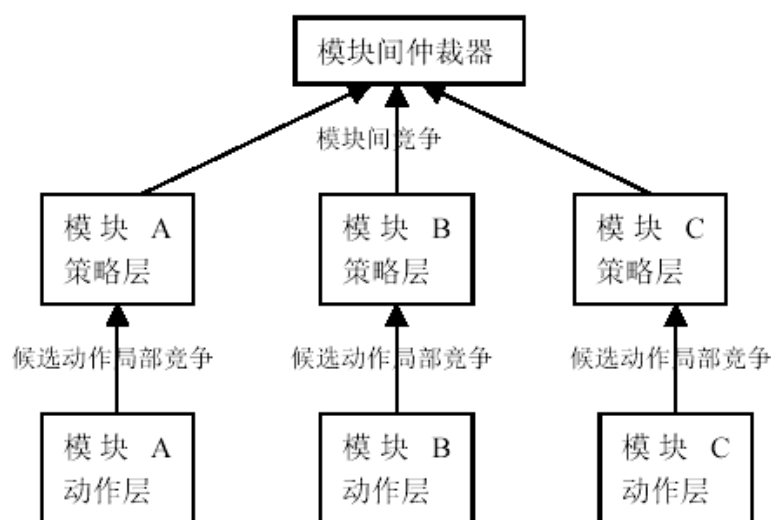 模块间仲裁器
模块间竞争
模块 A
策略层
模块 B
策略层
模块 C
策略层
候选动作局部竞争
候选动作局部竞争
候选动作局部竞争
模块 A
动作层
模块 B
动作层
模块 C
动作层